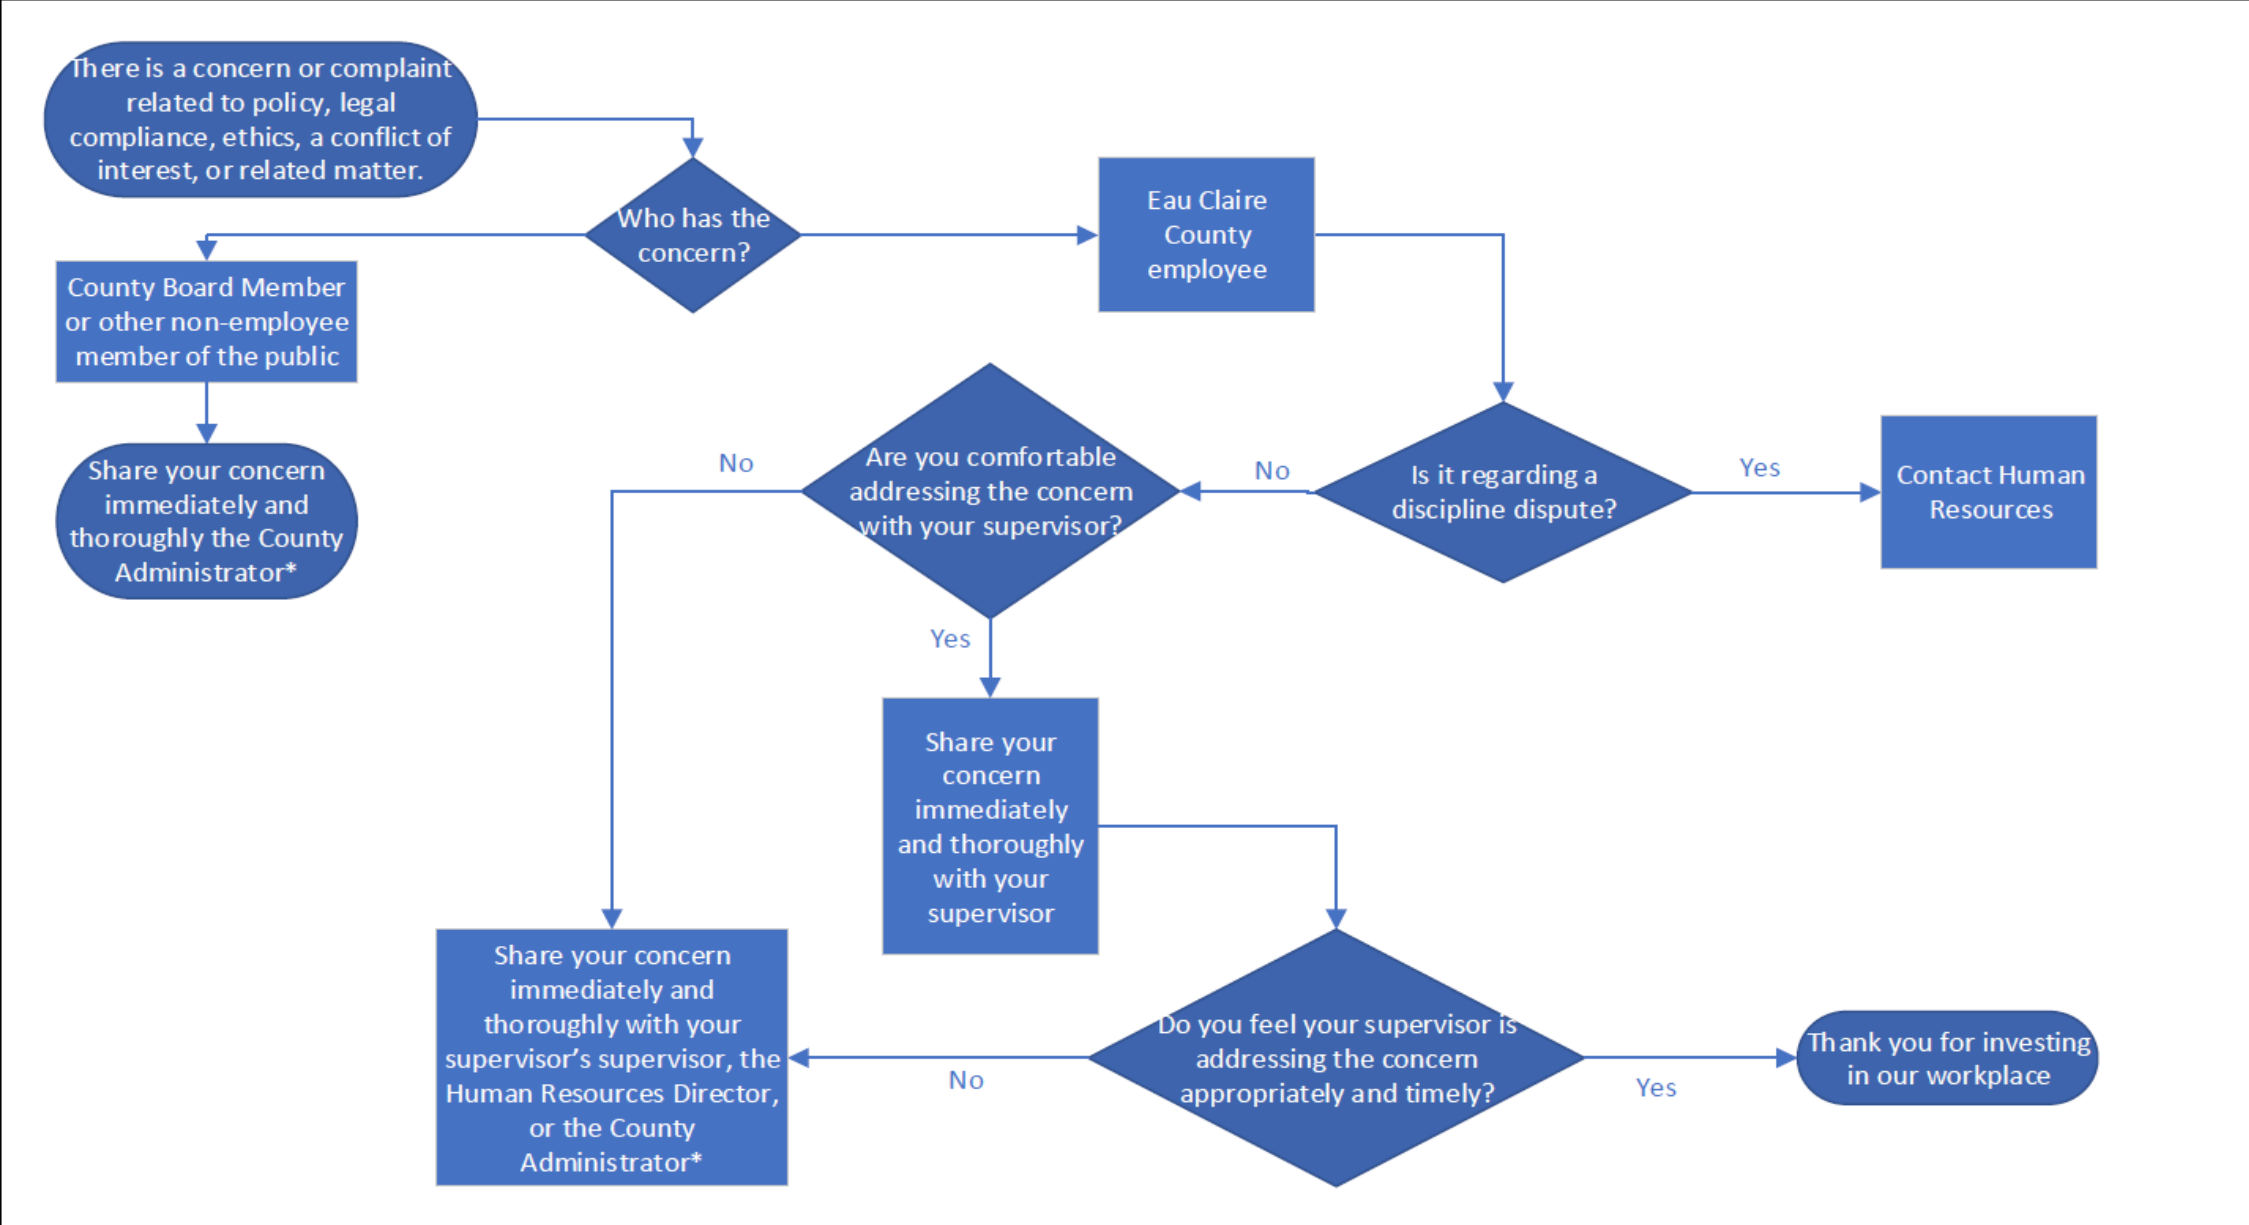 There is a concern or complaint
related to policy, legal
compliance, ethics, a conflict of
interest, or related matter.
Who has the
concern?
Eau Claire
County
employee
County Board Member
or other non-employee
member of the public
Share your concern
immediately and
thoroughly the County
Administrator*
No
Are you comfortable
addressing the concern
with your supervisor?
No
Is it regarding a
discipline dispute?
Yes
Contact Human
Resources
Yes
Share your
concern
immediately
and thoroughly
with your
supervisor
Share your concern
immediately and
thoroughly with your
supervisor’s supervisor, the
Human Resources Director,
or the County
Administrator*
No
Do you feel your supervisor is
addressing the concern
appropriately and timely?
Yes
Thank you for investing
in our workplace